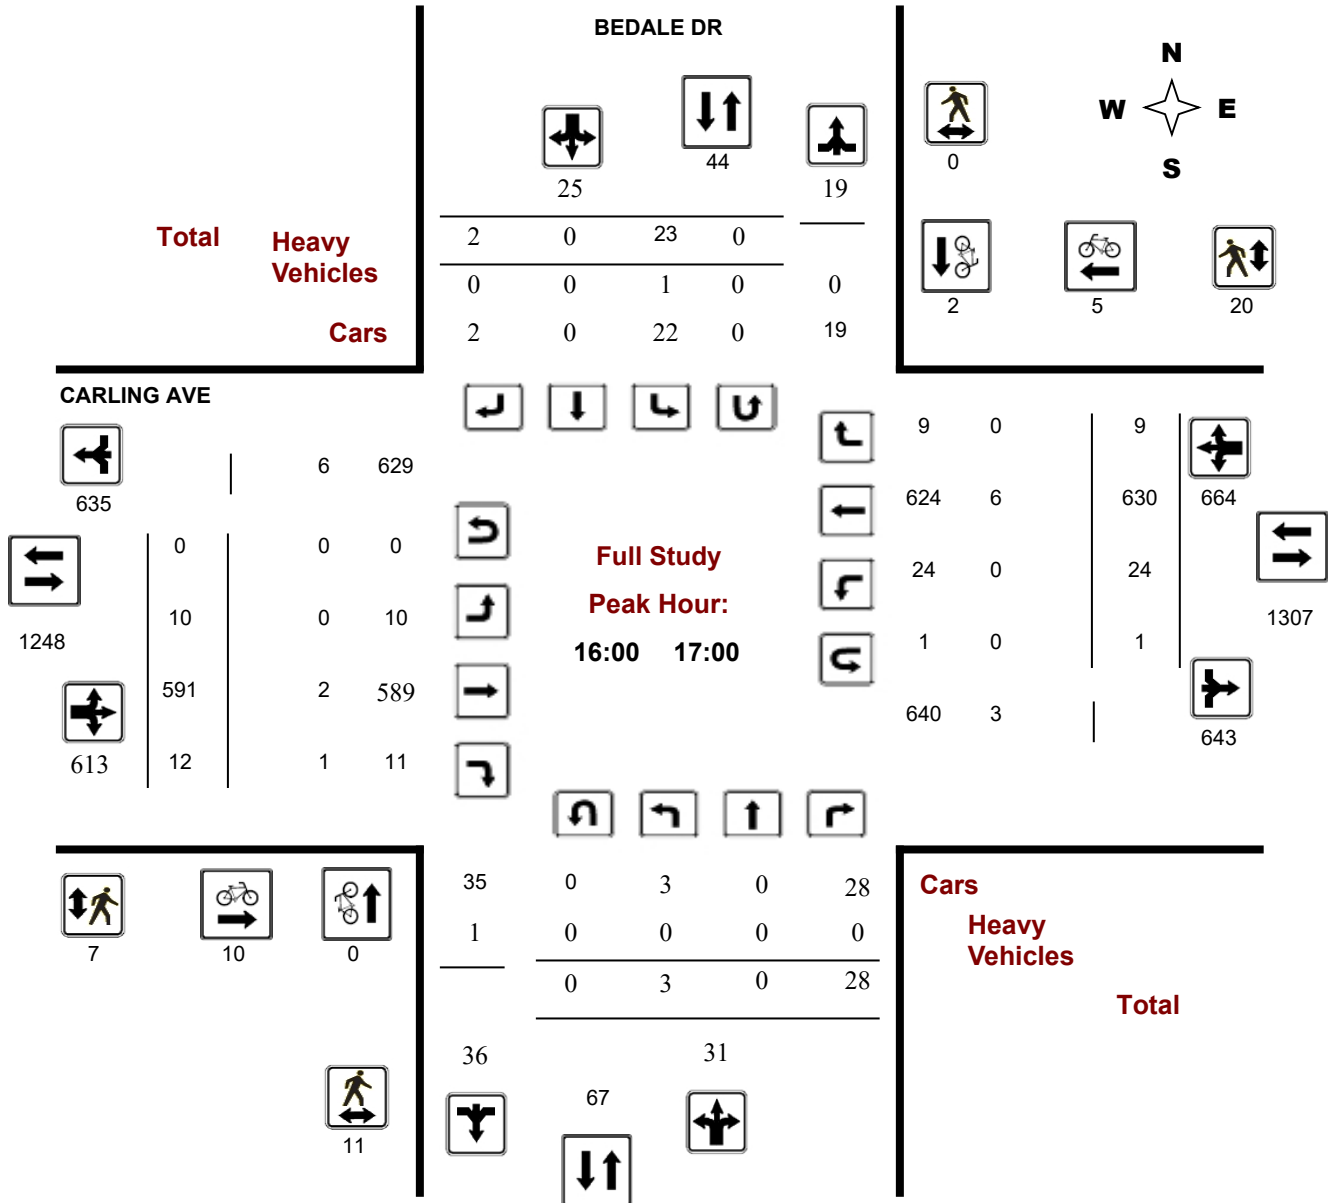 BEDALE DR
N
W E
S
44
0
25
19
Total
Heavy
Vehicles
Cars
2 0 23 0
0 0 1 0 0
2 0 22 0 19
2
5
20
CARLING AVE
635
6 629
0 0 0
10 0 10
1248
591 2 589
613
12 1 11
Full Study
Peak Hour:
16:00 17:00
9 0 9
624 6 630 664
24 0 24
1307
1 0 1
640 3
643
7
10
0
11
35 0 3 0 28
1 0 0 0 0
0 3 0 28
36
31
67
Cars
Heavy
Vehicles
Total